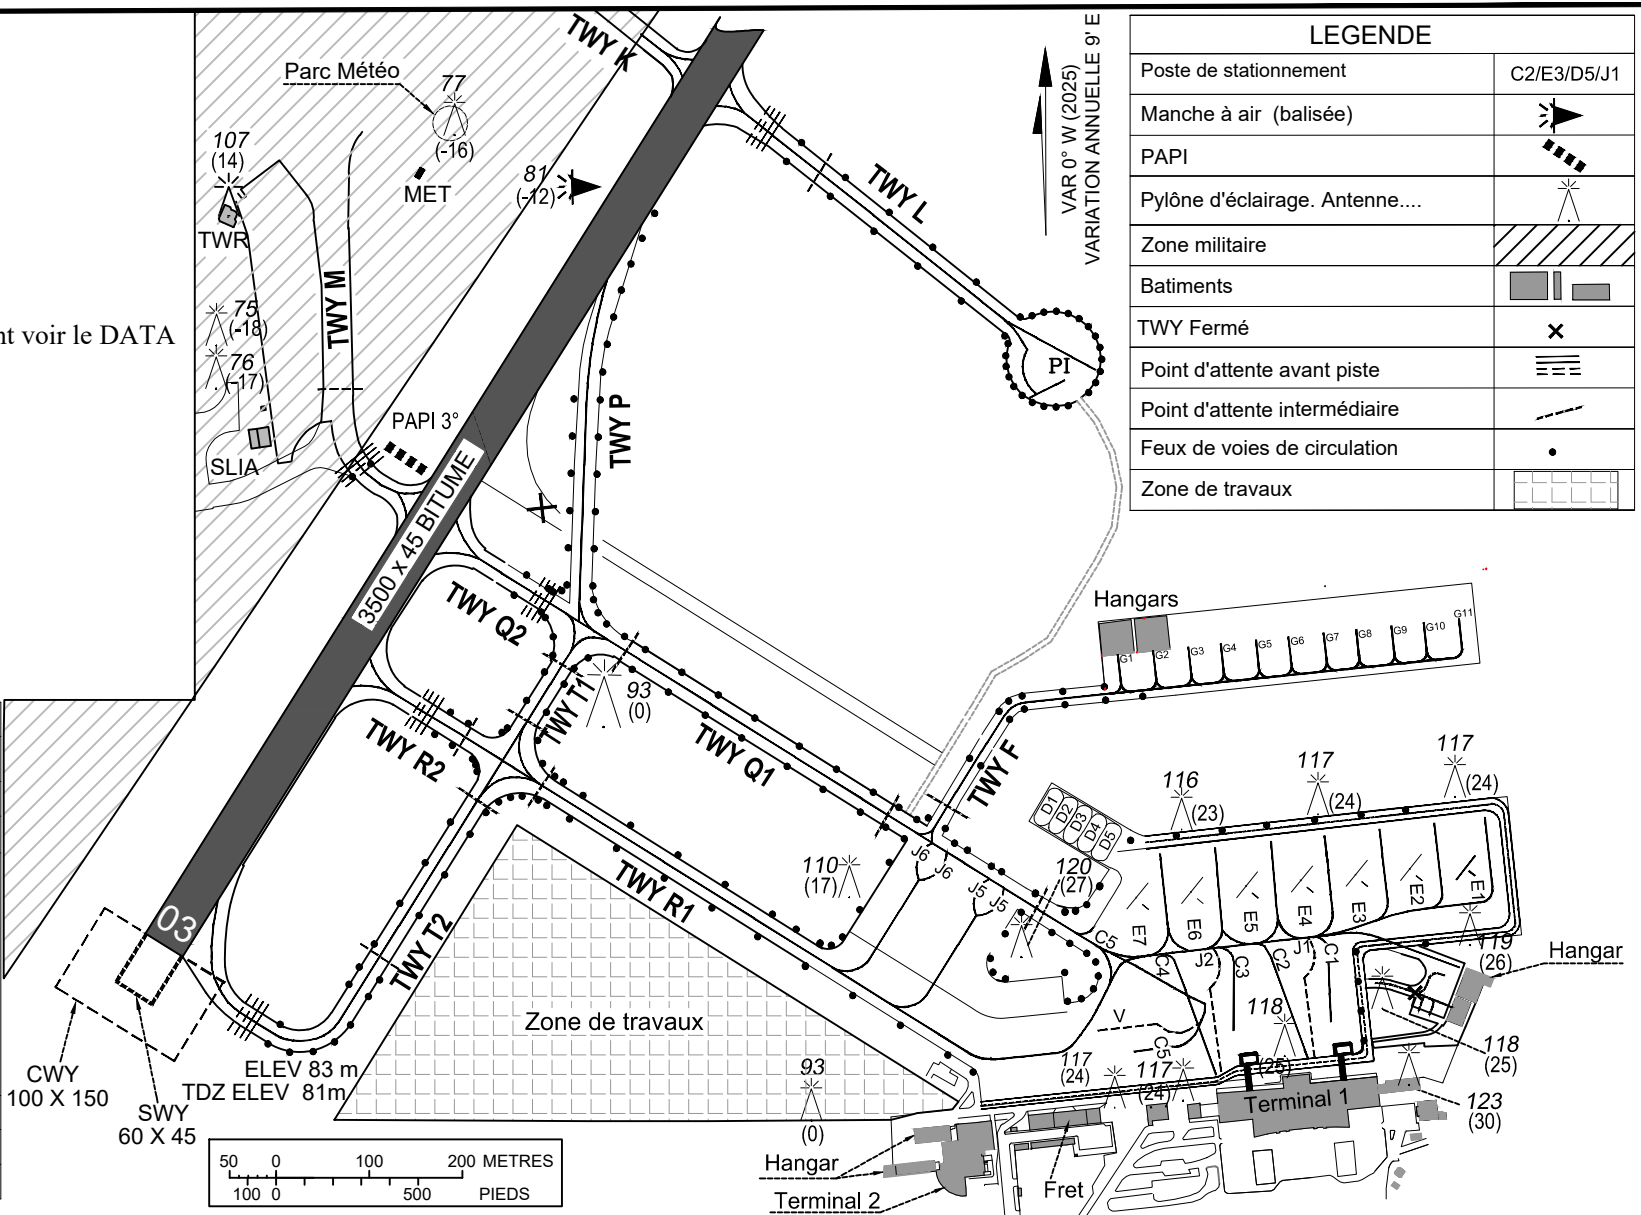 TWY K
Parc Météo
77
(-16)
MET
107
(14)
TWR
81
(-12)
TWY M
75
(-18)
76
(-17)
nt voir le DATA
SLIA
PAPI 3°
3500 x 45 BITUME
TWY L
TWY P
PI
VAR 0° W (2025)
VARIATION ANNUELLE 9' E
LEGENDE
Poste de stationnement C2/E3/D5/J1
Manche à air (balisée)
PAPI
Pylône d'éclairage. Antenne....
Zone militaire
Batiments
TWY Fermé
Point d'attente avant piste
Point d'attente intermédiaire
Feux de voies de circulation
Zone de travaux
TWY Q2
TWY T1
93
(0)
TWY R2
TWY Q1
TWY F
Hangars
G1 G2 G3 G4 G5 G6 G7 G8 G9 G10 G11
D1
D2
D3
D4
D5
116
(23)
117
(24)
117
(24)
110
(17)
120
(27)
J6
J6
J5
J5
TWY R1
TWY T2
03
C5
E7
E6
E5
E4
E3
E2
E1
C4
J2
C3
C2
J1
C1
119
(26)
Hangar
118
(25)
118
(25)
V
C5
117
(24)
117
(24)
Zone de travaux
93
(0)
ELEV 83 m
TDZ ELEV 81m
CWY
100 X 150
SWY
60 X 45
50 0 100 200 METRES
100 0 500 PIEDS
Hangar
Terminal 2
Fret
Terminal 1
123
(30)